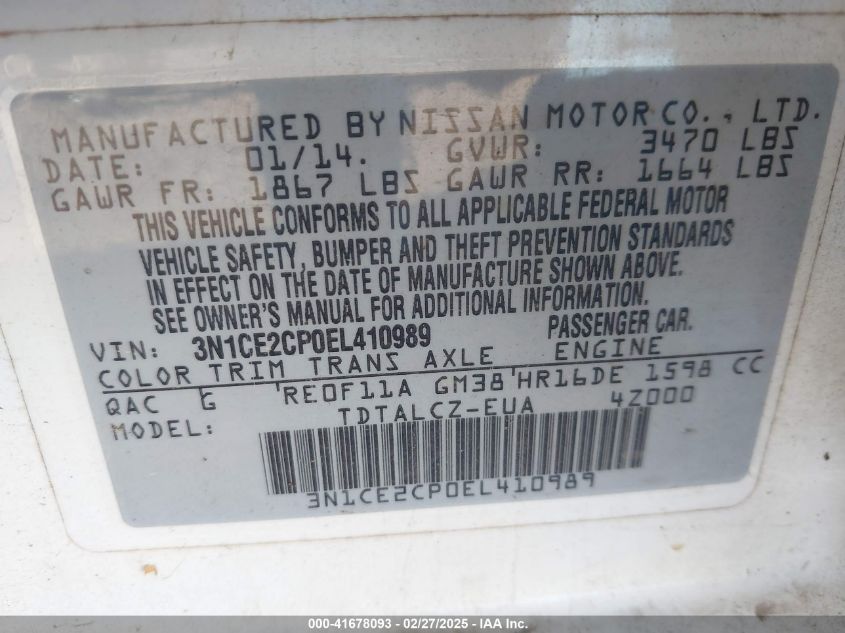 MANUFACTURED BY NISSAN MOTOR CO., LTD.
DATE: 01/14. GVWR: 3470 LBS
GAWR FR: 1867 LBS GAWR RR: 1664 LBS
THIS VEHICLE CONFORMS TO ALL APPLICABLE FEDERAL MOTOR
VEHICLE SAFETY, BUMPER AND THEFT PREVENTION STANDARDS
IN EFFECT ON THE DATE OF MANUFACTURE SHOWN ABOVE.
SEE OWNER'S MANUAL FOR ADDITIONAL INFORMATION.
VIN: 3N1CE2CP0EL410989 PASSENGER CAR.
COLOR TRIM TRANS AXLE ENGINE
QAC G RE0F11A GM38 HR16DE 1598 CC
MODEL: TDTALCZ-EUA 4Z000
3N1CE2CP0EL410989
000-41678093 - 02/27/2025 - IAA Inc.